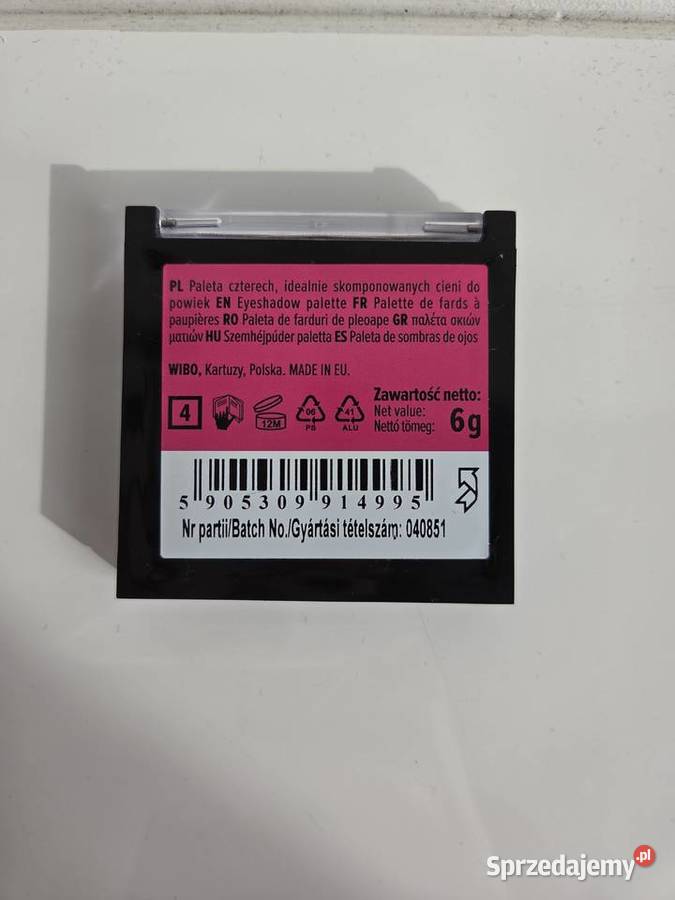 PL Paleta czterech, idealnie skomponowanych cieni do
powiek EN Eyeshadow palette FR Palette de fards à
paupières RO Paleta de farduri de pleoape GR παλέτα σκιών
ματιών HU Szemhéjpúder paletta ES Paleta de sombras de ojos
WIBO, Kartuzy, Polska. MADE IN EU.
4
12M
06
PS
41
ALU
Zawartość netto:
Net value:
Nettó tömeg:
6g
5 905309 914995
Nr partii/Batch No./Gyártási tételszám: 040851
Sprzedajemy.pl